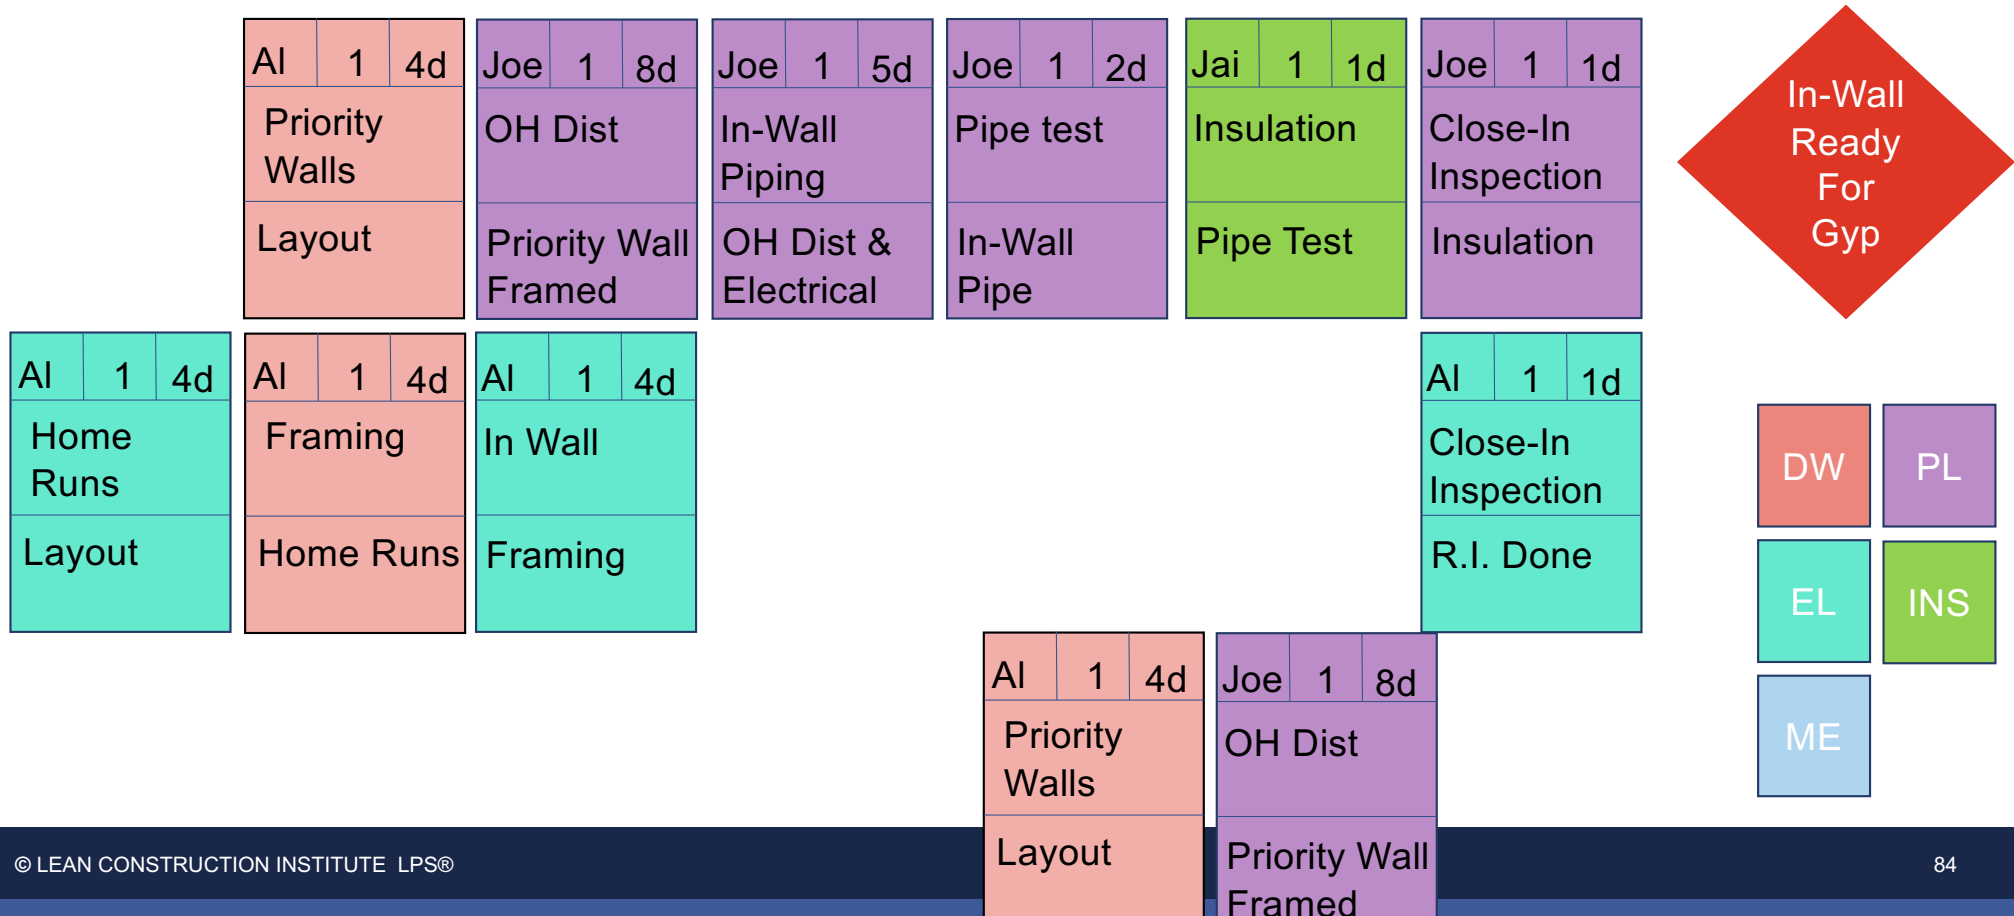 Al 1 4d
Priority
Walls
Layout
Joe 1 8d
OH Dist
Priority Wall
Framed
Joe 1 5d
In-Wall
Piping
OH Dist &
Electrical
Joe 1 2d
Pipe test
In-Wall
Pipe
Jai 1 1d
Insulation
Pipe Test
Joe 1 1d
Close-In
Inspection
Insulation
In-Wall
Ready
For
Gyp
Al 1 4d
Home
Runs
Layout
Al 1 4d
Framing
Home Runs
Al 1 4d
In Wall
Framing
Al 1 1d
Close-In
Inspection
R.I. Done
DW PL
EL INS
ME
Al 1 4d
Priority
Walls
Layout
Joe 1 8d
OH Dist
Priority Wall
Framed
© LEAN CONSTRUCTION INSTITUTE LPS®
84